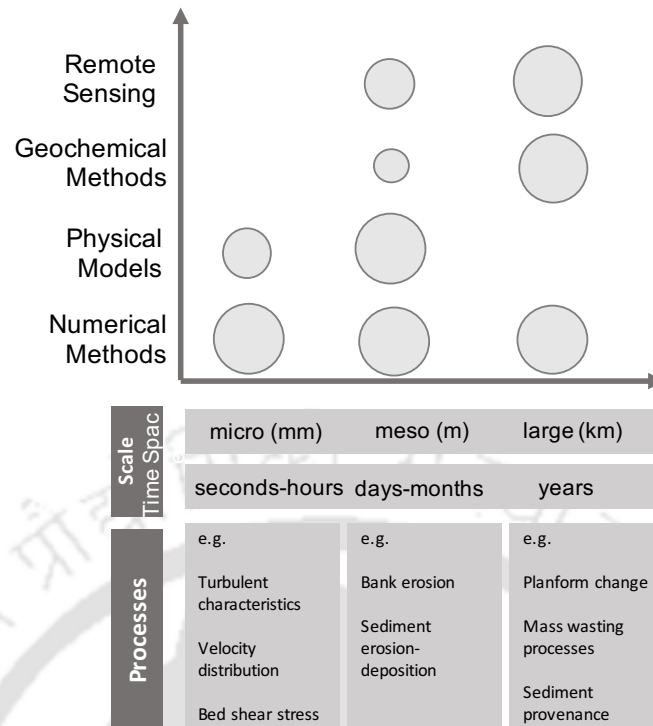 Remote
Sensing
Geochemical
Methods
Physical
Models
Numerical
Methods
Scale
Time Spac
e
micro (mm)
meso (m)
large (km)
seconds-hours
days-months
years
Processes
e.g.
Turbulent
characteristics
Velocity
distribution
Bed shear stress
e.g.
Bank erosion
Sediment
erosion-
deposition
e.g.
Planform change
Mass wasting
processes
Sediment
provenance